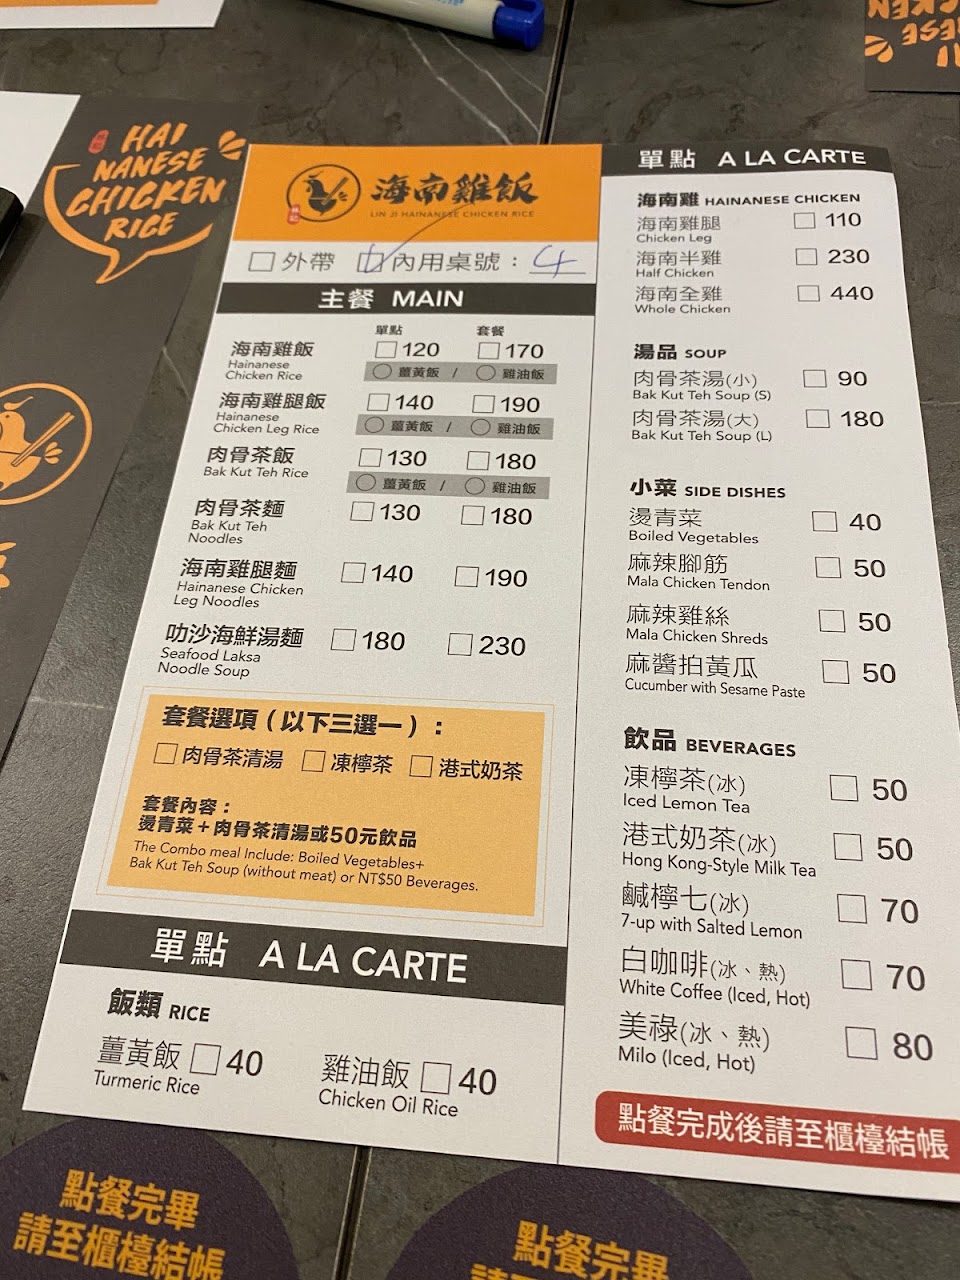 HAI
NANESE
CHICKEN
RICE
海南雞飯
LIN JI HAINANESE CHICKEN RICE
外帶 內用桌號：4
主餐 MAIN
單點 套餐
海南雞飯 120 170
Hainanese
Chicken Rice
薑黃飯 / 雞油飯
海南雞腿飯 140 190
Hainanese
Chicken Leg Rice
薑黃飯 / 雞油飯
肉骨茶飯 130 180
Bak Kut Teh Rice
薑黃飯 / 雞油飯
肉骨茶麵 130 180
Bak Kut Teh
Noodles
海南雞腿麵 140 190
Hainanese Chicken
Leg Noodles
叻沙海鮮湯麵 180 230
Seafood Laksa
Noodle Soup
套餐選項（以下三選一）：
肉骨茶清湯 凍檸茶 港式奶茶
套餐內容：
燙青菜＋肉骨茶清湯或50元飲品
The Combo meal Include: Boiled Vegetables+
Bak Kut Teh Soup (without meat) or NT$50 Beverages.
單點 A LA CARTE
飯類 RICE
薑黃飯 40 雞油飯 40
Turmeric Rice Chicken Oil Rice
單點 A LA CARTE
海南雞 HAINANESE CHICKEN
海南雞腿 110
Chicken Leg
海南半雞 230
Half Chicken
海南全雞 440
Whole Chicken
湯品 SOUP
肉骨茶湯(小) 90
Bak Kut Teh Soup (S)
肉骨茶湯(大) 180
Bak Kut Teh Soup (L)
小菜 SIDE DISHES
燙青菜 40
Boiled Vegetables
麻辣腳筋 50
Mala Chicken Tendon
麻辣雞絲 50
Mala Chicken Shreds
麻醬拍黃瓜 50
Cucumber with Sesame Paste
飲品 BEVERAGES
凍檸茶(冰) 50
Iced Lemon Tea
港式奶茶(冰) 50
Hong Kong-Style Milk Tea
鹹檸七(冰) 70
7-up with Salted Lemon
白咖啡(冰、熱) 70
White Coffee (Iced, Hot)
美祿(冰、熱) 80
Milo (Iced, Hot)
點餐完成後請至櫃檯結帳
點餐完畢
請至櫃檯結帳
點餐完畢